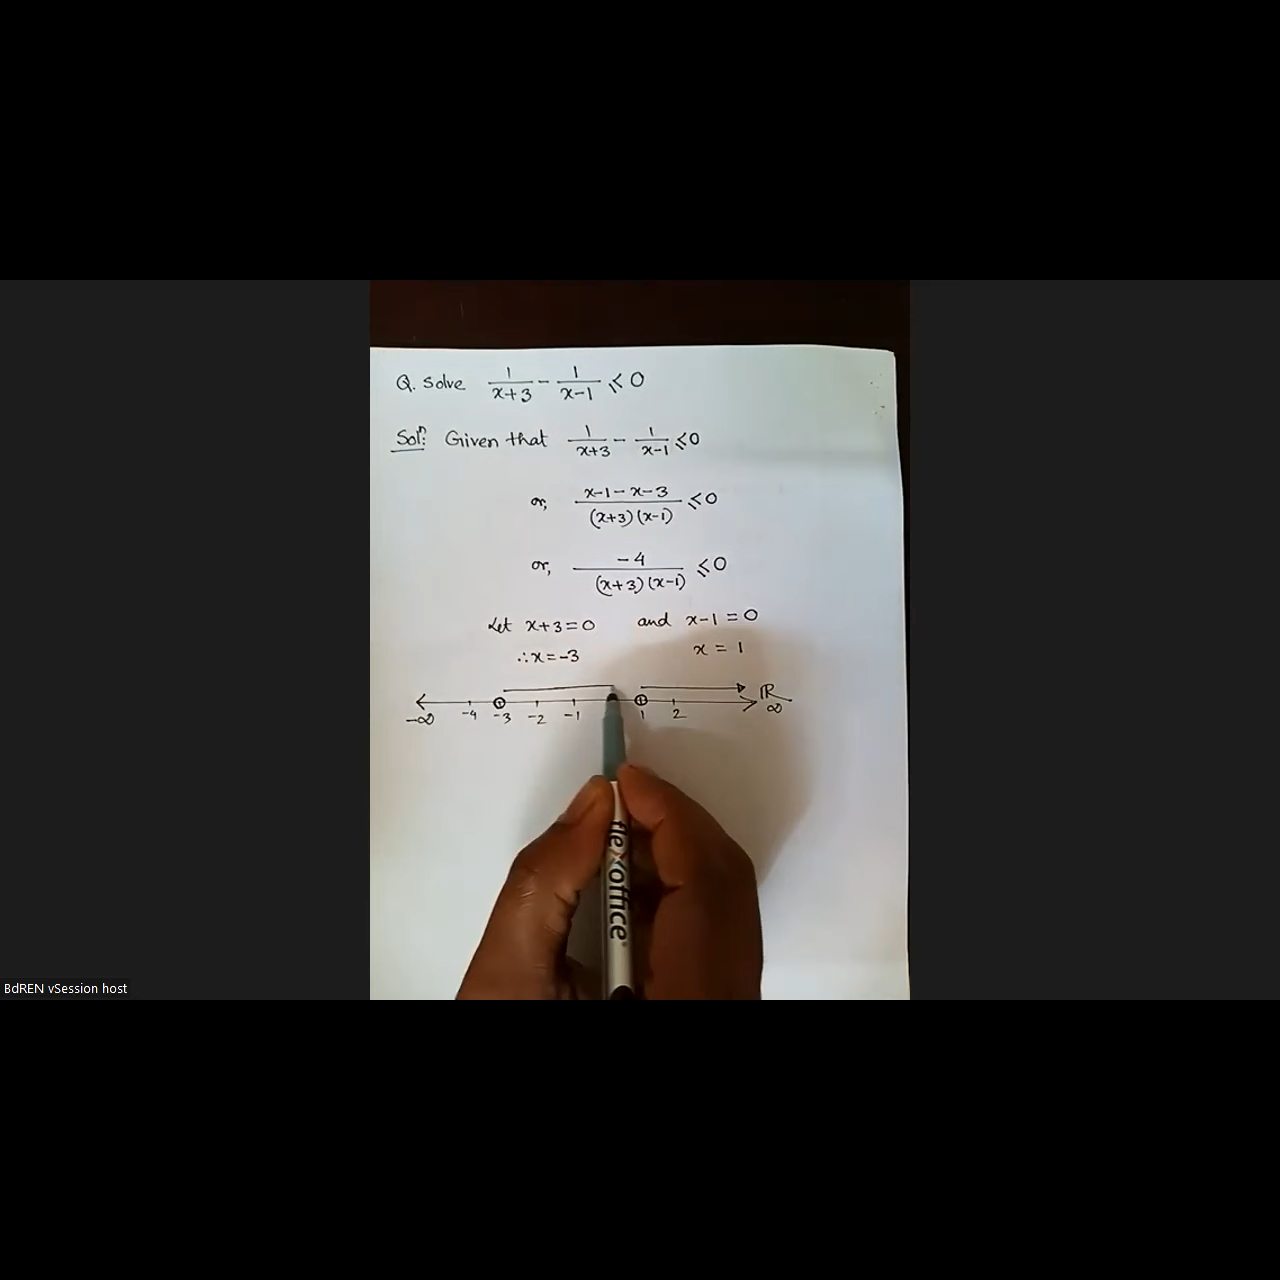 Q. Solve 1/(x+3) - 1/(x-1) ⩽ 0
Solⁿ: Given that 1/(x+3) - 1/(x-1) ⩽ 0
or, (x-1-x-3)/((x+3)(x-1)) ⩽ 0
or, -4/((x+3)(x-1)) ⩽ 0
Let x+3=0 and x-1=0
∴x=-3 x=1
IR
-∞ -4 -3 -2 -1 1 2 ∞
flexoffice
BdREN vSession host